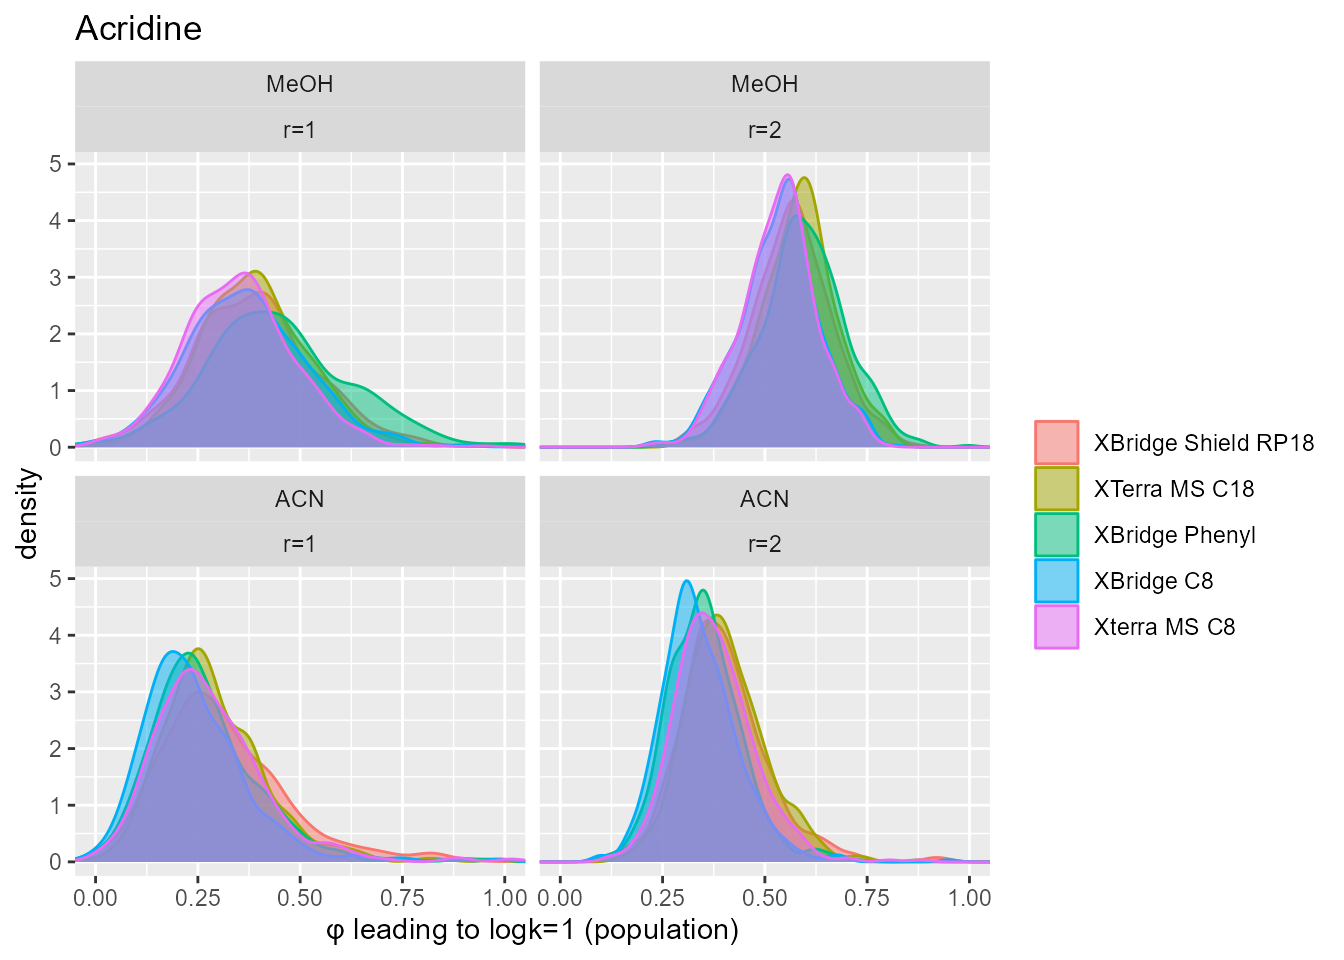 Acridine
MeOH
r=1
MeOH
r=2
5
4
3
2
1
0
ACN
r=1
ACN
r=2
5
4
3
2
1
0
0.00 0.25 0.50 0.75 1.00
0.00 0.25 0.50 0.75 1.00
φ leading to logk=1 (population)
density
XBridge Shield RP18
XTerra MS C18
XBridge Phenyl
XBridge C8
Xterra MS C8